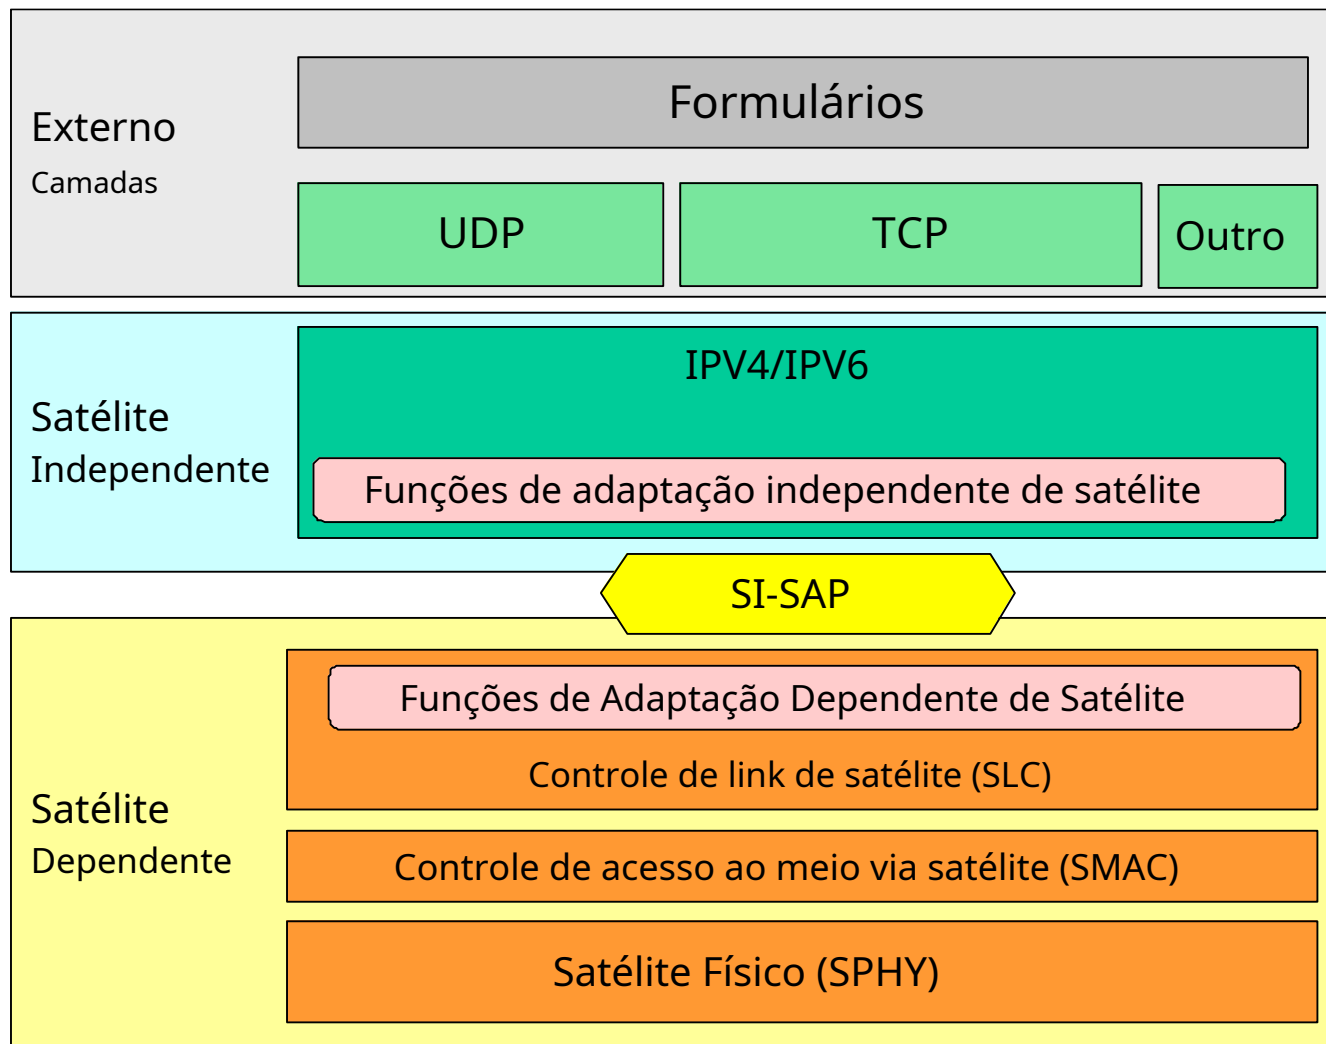 Formulários
Externo
Camadas
UDP
TCP
Outro
IPV4/IPV6
Satélite
Independente
Funções de adaptação independente de satélite
SI-SAP
Funções de Adaptação Dependente de Satélite
Controle de link de satélite (SLC)
Satélite
Dependente
Controle de acesso ao meio via satélite (SMAC)
Satélite Físico (SPHY)